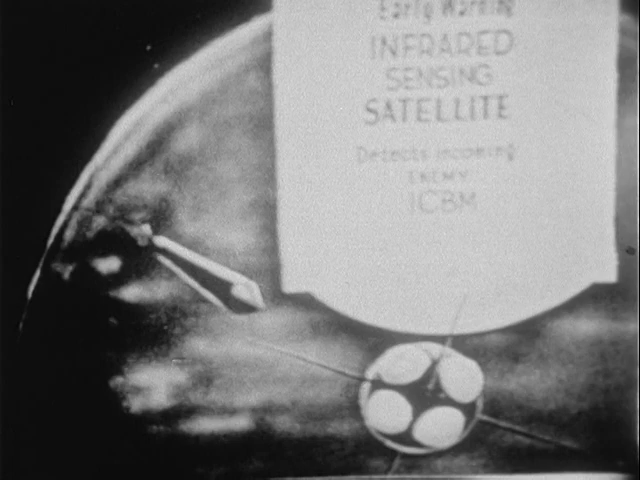 Early Warning
INFRARED
SENSING
SATELLITE
Detects incoming
ENEMY
ICBM